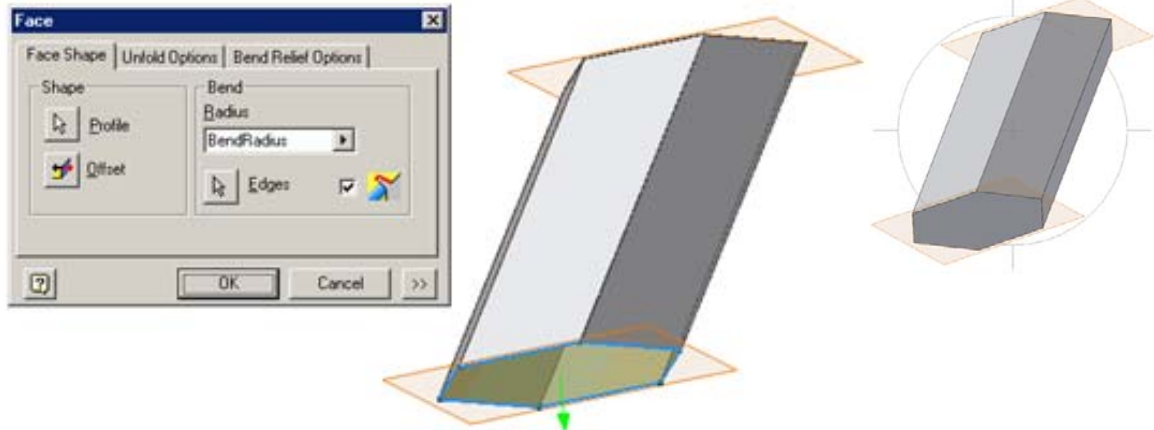 Face
Face Shape Unfold Options Bend Relief Options
Shape
Profile
Offset
Bend
Radius
BendRadius
Edges
OK Cancel >>